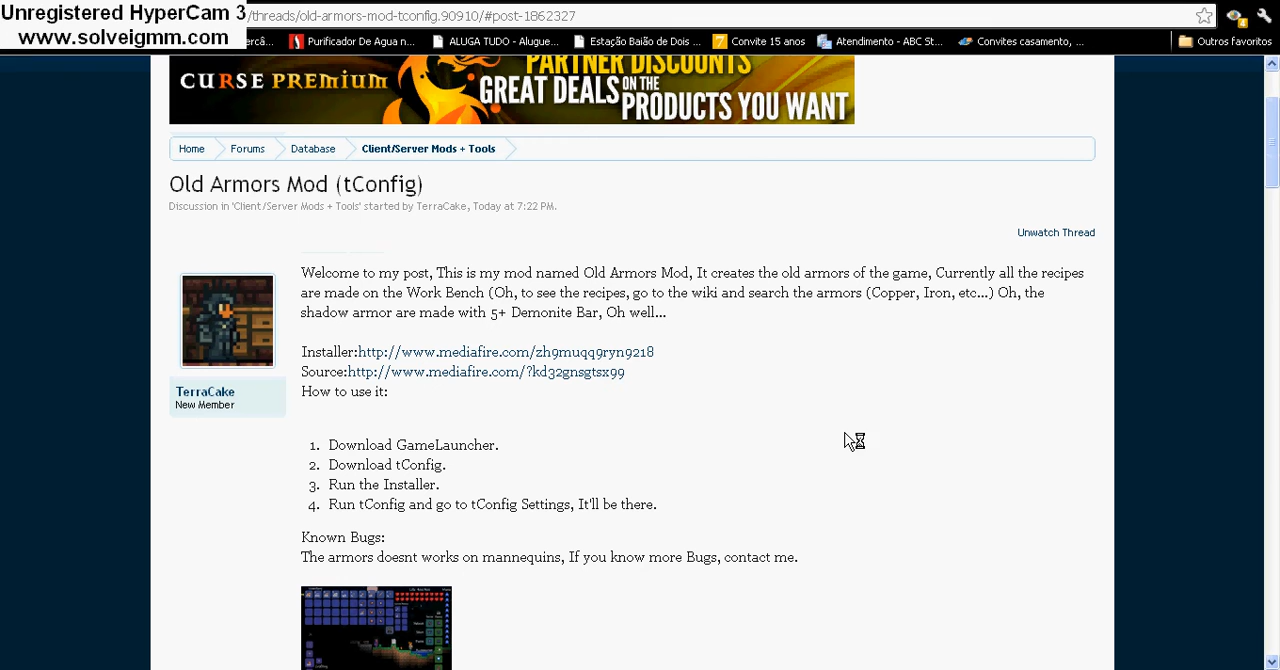 Unregistered HyperCam 3
www.solveigmm.com
/threads/old-armors-mod-tconfig.90910/#post-1862327
4
ercâ...
Purificador De Agua n...
ALUGA TUDO - Alugue...
Estação Baião de Dois ...
7 Convite 15 anos
Atendimento - ABC St...
Convites casamento, ...
Outros favoritos
CURSE PREMIUM
PARTNER DISCOUNTS
GREAT DEALS ON THE PRODUCTS YOU WANT
Home
Forums
Database
Client/Server Mods + Tools
Old Armors Mod (tConfig)
Discussion in 'Client/Server Mods + Tools' started by TerraCake, Today at 7:22 PM.
Unwatch Thread
Welcome to my post, This is my mod named Old Armors Mod, It creates the old armors of the game, Currently all the recipes
are made on the Work Bench (Oh, to see the recipes, go to the wiki and search the armors (Copper, Iron, etc...) Oh, the
shadow armor are made with 5+ Demonite Bar, Oh well...
Installer:http://www.mediafire.com/zh9muqq9ryn9218
Source:http://www.mediafire.com/?kd32gnsgtsx99
How to use it:
TerraCake
New Member
1. Download GameLauncher.
2. Download tConfig.
3. Run the Installer.
4. Run tConfig and go to tConfig Settings, It'll be there.
Known Bugs:
The armors doesnt works on mannequins, If you know more Bugs, contact me.